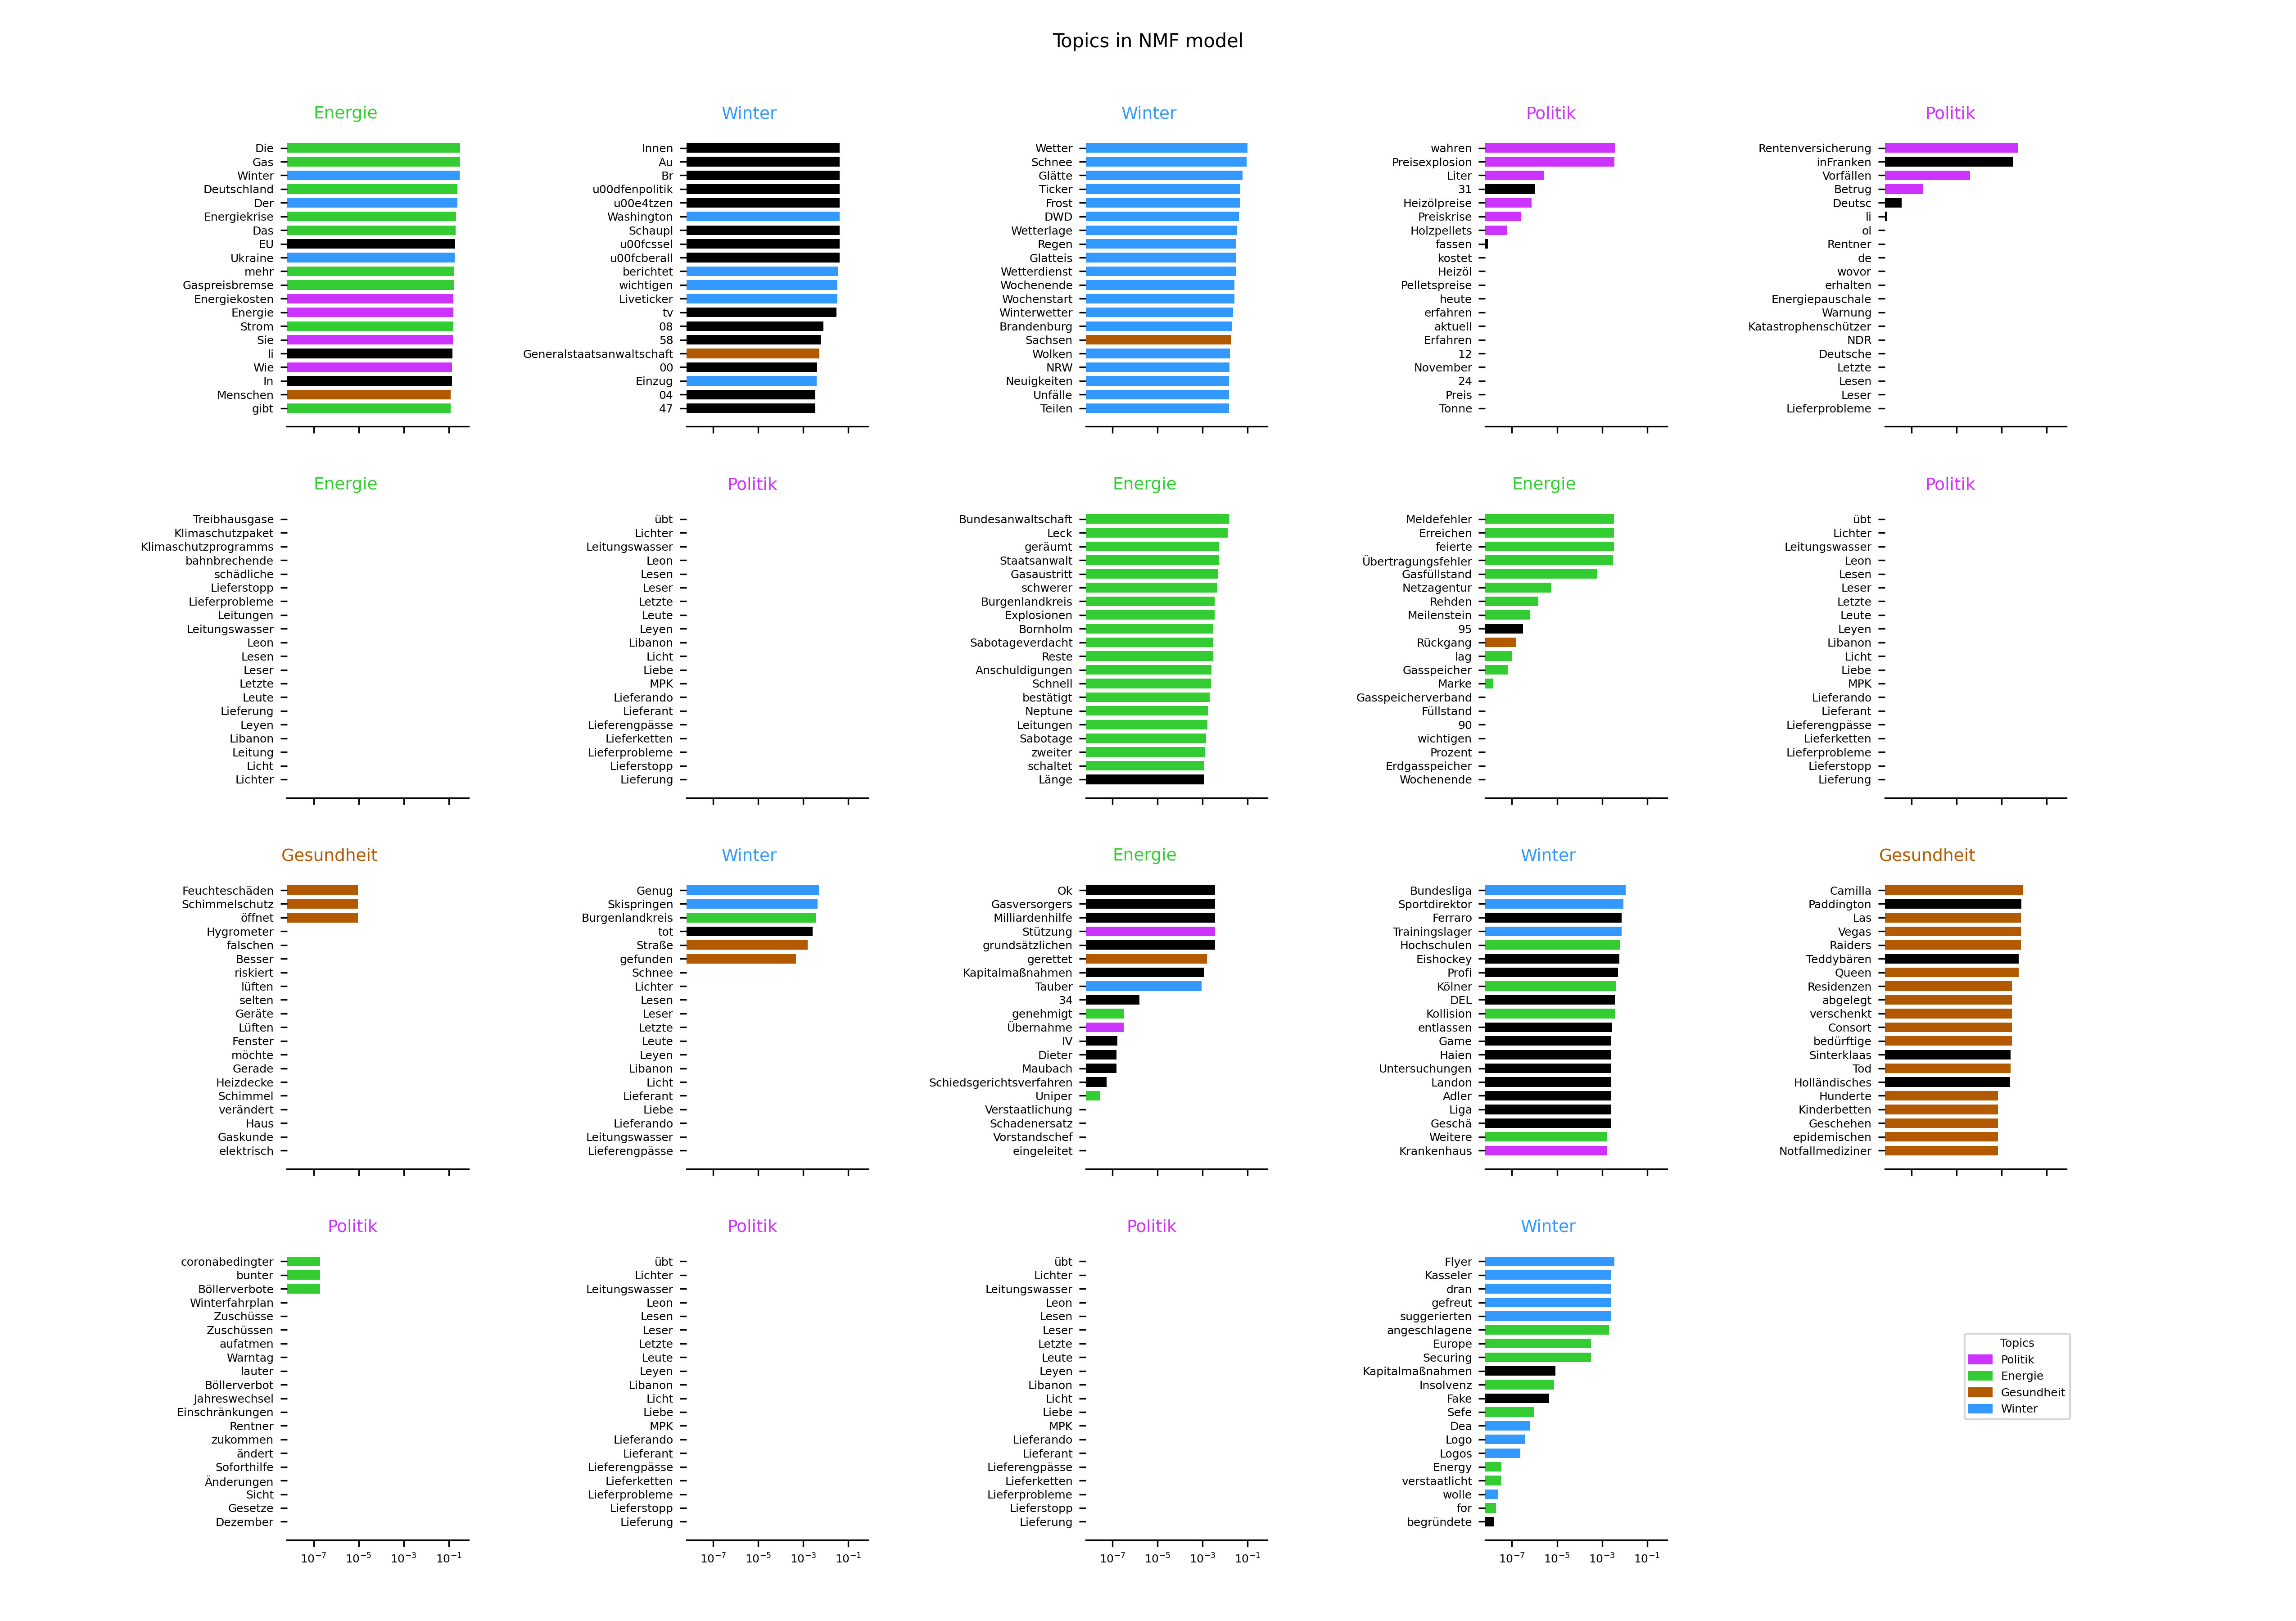 Topics in NMF model
Energie
Die
Gas
Winter
Deutschland
Der
Energiekrise
Das
EU
Ukraine
mehr
Gaspreisbremse
Energiekosten
Energie
Strom
Sie
li
Wie
In
Menschen
gibt
Winter
Innen
Au
Br
u00dfenpolitik
u00e4tzen
Washington
Schaupl
u00fcssel
u00fcberall
berichtet
wichtigen
Liveticker
tv
08
58
Generalstaatsanwaltschaft
00
Einzug
04
47
Winter
Wetter
Schnee
Glätte
Ticker
Frost
DWD
Wetterlage
Regen
Glatteis
Wetterdienst
Wochenende
Wochenstart
Winterwetter
Brandenburg
Sachsen
Wolken
NRW
Neuigkeiten
Unfälle
Teilen
Politik
wahren
Preisexplosion
Liter
31
Heizölpreise
Preiskrise
Holzpellets
fassen
kostet
Heizöl
Pelletspreise
heute
erfahren
aktuell
Erfahren
12
November
24
Preis
Tonne
Politik
Rentenversicherung
inFranken
Vorfällen
Betrug
Deutsc
li
ol
Rentner
de
wovor
erhalten
Energiepauschale
Warnung
Katastrophenschützer
NDR
Deutsche
Letzte
Lesen
Leser
Lieferprobleme
Energie
Treibhausgase
Klimaschutzpaket
Klimaschutzprogramms
bahnbrechende
schädliche
Lieferstopp
Lieferprobleme
Leitungen
Leitungswasser
Leon
Lesen
Leser
Letzte
Leute
Lieferung
Leyen
Libanon
Leitung
Licht
Lichter
Politik
übt
Lichter
Leitungswasser
Leon
Lesen
Leser
Letzte
Leute
Leyen
Libanon
Licht
Liebe
MPK
Lieferando
Lieferant
Lieferengpässe
Lieferketten
Lieferprobleme
Lieferstopp
Lieferung
Energie
Bundesanwaltschaft
Leck
geräumt
Staatsanwalt
Gasaustritt
schwerer
Burgenlandkreis
Explosionen
Bornholm
Sabotageverdacht
Reste
Anschuldigungen
Schnell
bestätigt
Neptune
Leitungen
Sabotage
zweiter
schaltet
Länge
Energie
Meldefehler
Erreichen
feierte
Übertragungsfehler
Gasfüllstand
Netzagentur
Rehden
Meilenstein
95
Rückgang
lag
Gasspeicher
Marke
Gasspeicherverband
Füllstand
90
wichtigen
Prozent
Erdgasspeicher
Wochenende
Politik
übt
Lichter
Leitungswasser
Leon
Lesen
Leser
Letzte
Leute
Leyen
Libanon
Licht
Liebe
MPK
Lieferando
Lieferant
Lieferengpässe
Lieferketten
Lieferprobleme
Lieferstopp
Lieferung
Gesundheit
Feuchteschäden
Schimmelschutz
öffnet
Hygrometer
falschen
Besser
riskiert
lüften
selten
Geräte
Lüften
Fenster
möchte
Gerade
Heizdecke
Schimmel
verändert
Haus
Gaskunde
elektrisch
Winter
Genug
Skispringen
Burgenlandkreis
tot
Straße
gefunden
Schnee
Lichter
Lesen
Leser
Letzte
Leute
Leyen
Libanon
Licht
Lieferant
Liebe
Lieferando
Leitungswasser
Lieferengpässe
Energie
Ok
Gasversorgers
Milliardenhilfe
Stützung
grundsätzlichen
gerettet
Kapitalmaßnahmen
Tauber
34
genehmigt
Übernahme
IV
Dieter
Maubach
Schiedsgerichtsverfahren
Uniper
Verstaatlichung
Schadenersatz
Vorstandschef
eingeleitet
Winter
Bundesliga
Sportdirektor
Ferraro
Trainingslager
Hochschulen
Eishockey
Profi
Kölner
DEL
Kollision
entlassen
Game
Haien
Untersuchungen
Landon
Adler
Liga
Geschä
Weitere
Krankenhaus
Gesundheit
Camilla
Paddington
Las
Vegas
Raiders
Teddybären
Queen
Residenzen
abgelegt
verschenkt
Consort
bedürftige
Sinterklaas
Tod
Holländisches
Hunderte
Kinderbetten
Geschehen
epidemischen
Notfallmediziner
Politik
coronabedingter
bunter
Böllerverbote
Winterfahrplan
Zuschüsse
Zuschüssen
aufatmen
Warntag
lauter
Böllerverbot
Jahreswechsel
Einschränkungen
Rentner
zukommen
ändert
Soforthilfe
Änderungen
Sicht
Gesetze
Dezember
10⁻⁷ 10⁻⁵ 10⁻³ 10⁻¹
Politik
übt
Lichter
Leitungswasser
Leon
Lesen
Leser
Letzte
Leute
Leyen
Libanon
Licht
Liebe
MPK
Lieferando
Lieferant
Lieferengpässe
Lieferketten
Lieferprobleme
Lieferstopp
Lieferung
10⁻⁷ 10⁻⁵ 10⁻³ 10⁻¹
Politik
übt
Lichter
Leitungswasser
Leon
Lesen
Leser
Letzte
Leute
Leyen
Libanon
Licht
Liebe
MPK
Lieferando
Lieferant
Lieferengpässe
Lieferketten
Lieferprobleme
Lieferstopp
Lieferung
10⁻⁷ 10⁻⁵ 10⁻³ 10⁻¹
Winter
Flyer
Kasseler
dran
gefreut
suggerierten
angeschlagene
Europe
Securing
Kapitalmaßnahmen
Insolvenz
Fake
Sefe
Dea
Logo
Logos
Energy
verstaatlicht
wolle
for
begründete
10⁻⁷ 10⁻⁵ 10⁻³ 10⁻¹
Topics
Politik
Energie
Gesundheit
Winter